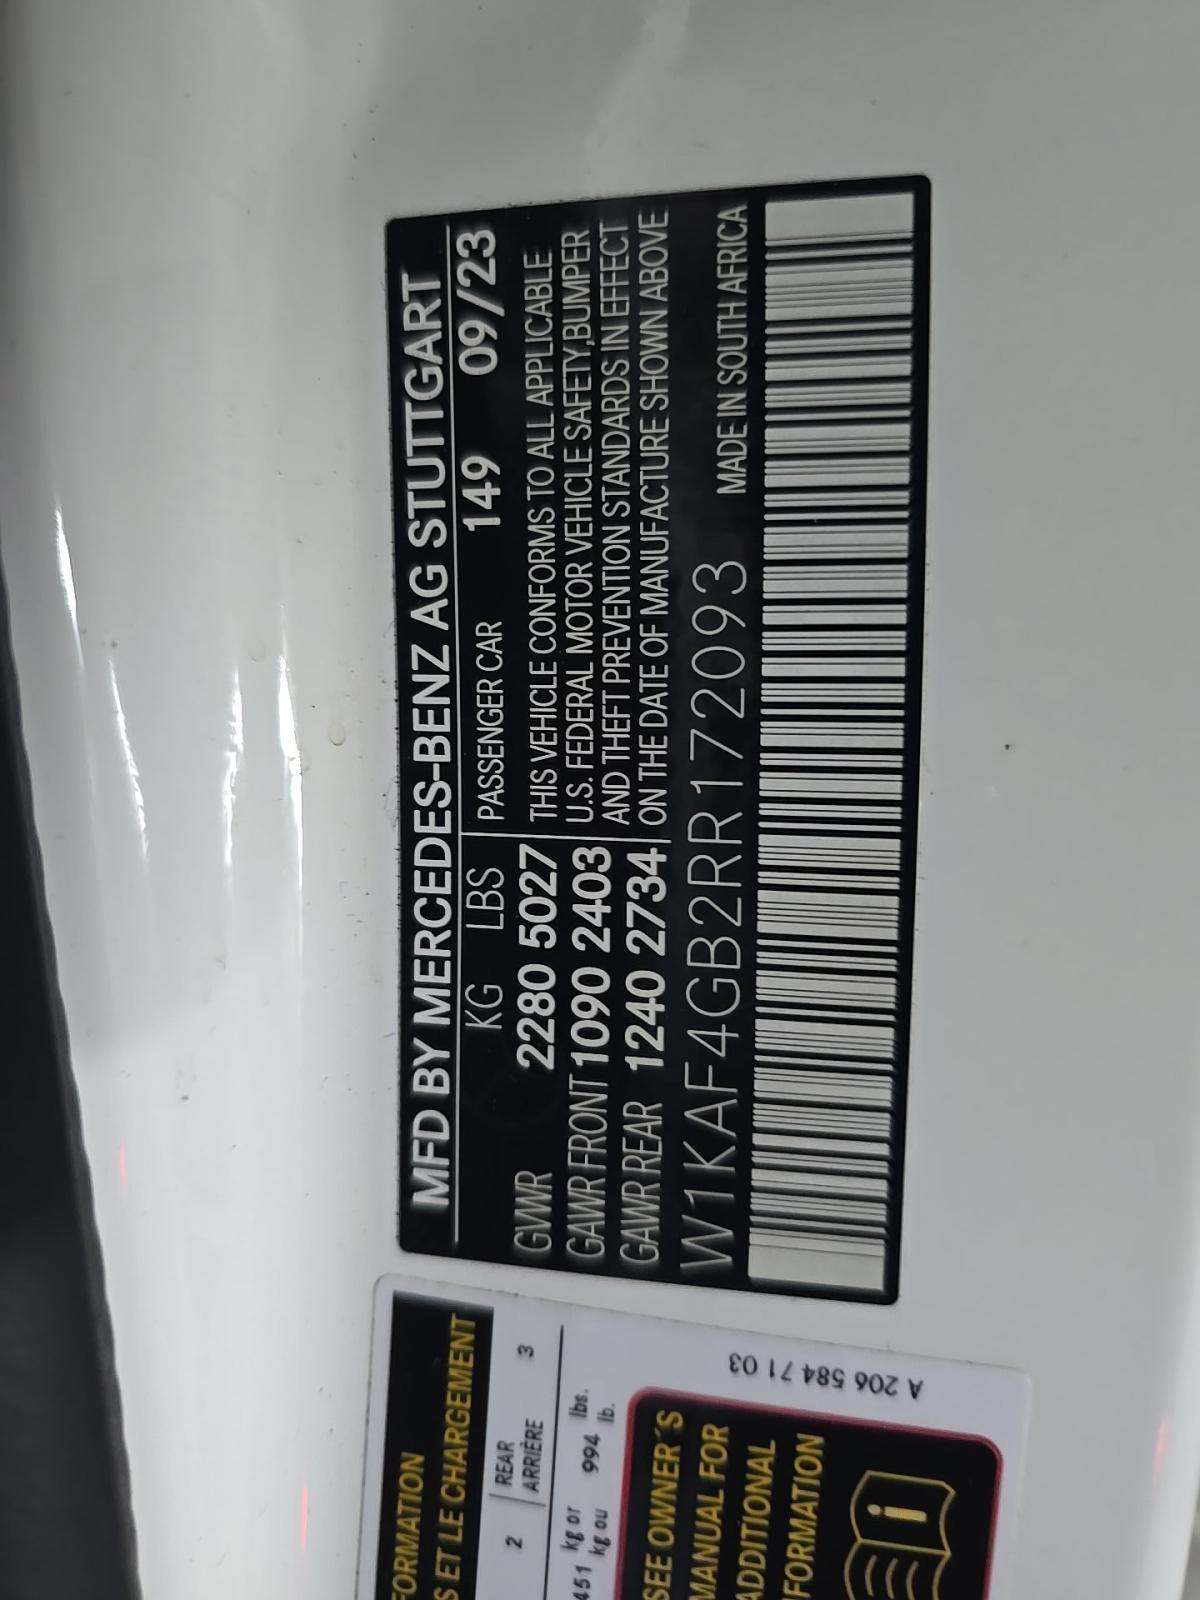 MFD BY MERCEDES-BENZ AG STUTTGART
KG LBS PASSENGER CAR 149 09/23
GVWR 2280 5027
GAWR FRONT 1090 2403
GAWR REAR 1240 2734
THIS VEHICLE CONFORMS TO ALL APPLICABLE
U.S. FEDERAL MOTOR VEHICLE SAFETY,BUMPER
AND THEFT PREVENTION STANDARDS IN EFFECT
ON THE DATE OF MANUFACTURE SHOWN ABOVE
W1KAF4GB2RR172093 MADE IN SOUTH AFRICA
S ET LE CHARGEMENT
2 REAR 3
ARRIÈRE
451 kg or 994 lbs.
kg ou lb.
SEE OWNER'S
MANUAL FOR
ADDITIONAL
A 206 584 71 03